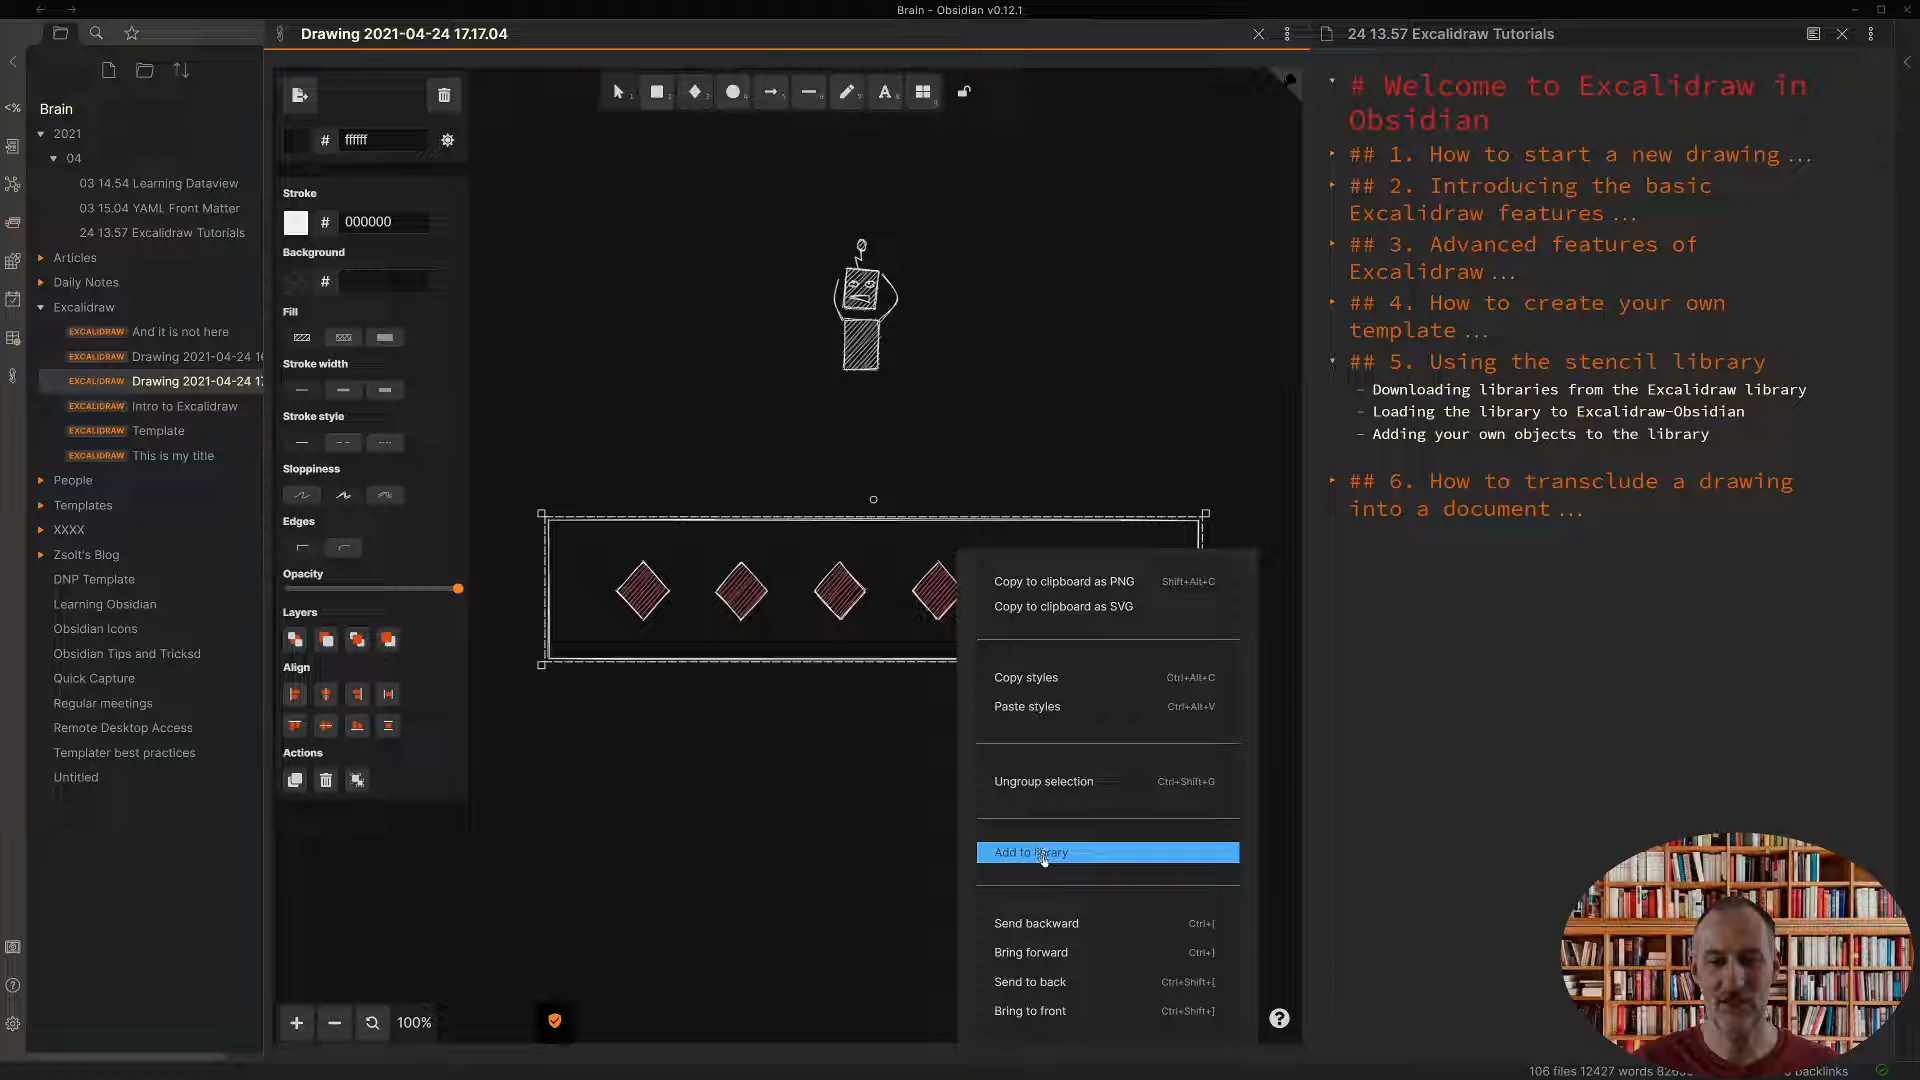 Brain - Obsidian v0.12.1
Drawing 2021-04-24 17.17.04
24 13.57 Excalidraw Tutorials
Brain
2021
04
03 14.54 Learning Dataview
03 15.04 YAML Front Matter
24 13.57 Excalidraw Tutorials
Articles
Daily Notes
Excalidraw
EXCALIDRAW And it is not here
EXCALIDRAW Drawing 2021-04-24 1
EXCALIDRAW Drawing 2021-04-24 1
EXCALIDRAW Intro to Excalidraw
EXCALIDRAW Template
EXCALIDRAW This is my title
People
Templates
XXXX
Zsolt's Blog
DNP Template
Learning Obsidian
Obsidian Icons
Obsidian Tips and Tricksd
Quick Capture
Regular meetings
Remote Desktop Access
Templater best practices
Untitled
# ffffff
Stroke
# 000000
Background
#
Fill
Stroke width
Stroke style
Sloppiness
Edges
Opacity
Layers
Align
Actions
100%
Copy to clipboard as PNG Shift+Alt+C
Copy to clipboard as SVG
Copy styles Ctrl+Alt+C
Paste styles Ctrl+Alt+V
Ungroup selection Ctrl+Shift+G
Add to library
Send backward Ctrl+[
Bring forward Ctrl+]
Send to back Ctrl+Shift+[
Bring to front Ctrl+Shift+]
# Welcome to Excalidraw in
Obsidian
## 1. How to start a new drawing ...
## 2. Introducing the basic
Excalidraw features ...
## 3. Advanced features of
Excalidraw ...
## 4. How to create your own
template ...
## 5. Using the stencil library
- Downloading libraries from the Excalidraw library
- Loading the library to Excalidraw-Obsidian
- Adding your own objects to the library
## 6. How to transclude a drawing
into a document ...
106 files 12427 words backlinks